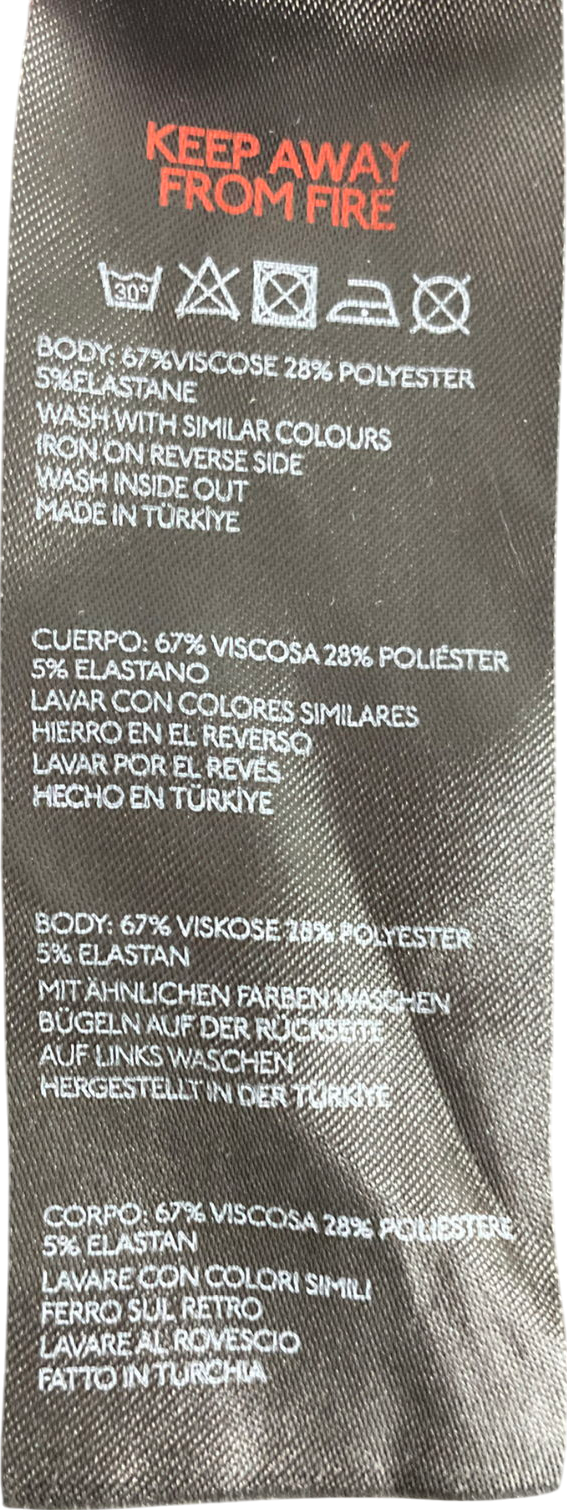 KEEP AWAY
FROM FIRE
30°
BODY: 67%VISCOSE 28% POLYESTER
5%ELASTANE
WASH WITH SIMILAR COLOURS
IRON ON REVERSE SIDE
WASH INSIDE OUT
MADE IN TÜRKİYE
CUERPO: 67% VISCOSA 28% POLIÉSTER
5% ELASTANO
LAVAR CON COLORES SIMILARES
HIERRO EN EL REVERSO
LAVAR POR EL REVÉS
HECHO EN TÜRKİYE
BODY: 67% VISKOSE 28% POLYESTER
5% ELASTAN
MIT ÄHNLICHEN FARBEN WASCHEN
BÜGELN AUF DER RÜCKSEITE
AUF LINKS WASCHEN
HERGESTELLT IN DER TÜRKİYE
CORPO: 67% VISCOSA 28% POLIESTERE
5% ELASTAN
LAVARE CON COLORI SIMILI
FERRO SUL RETRO
LAVARE AL ROVESCIO
FATTO IN TURCHIA